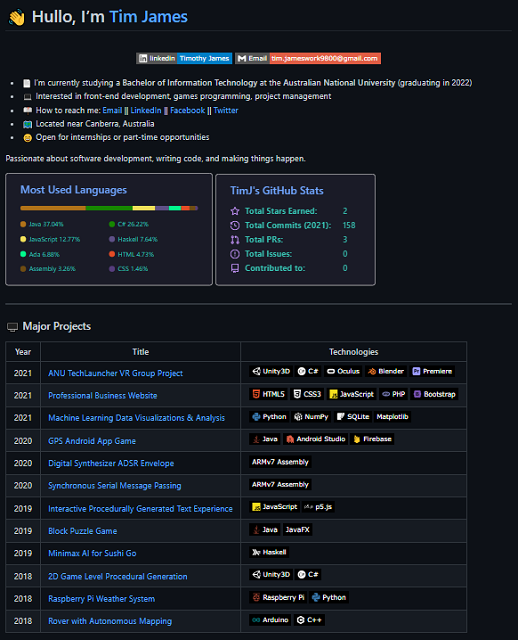 👋 Hullo, I'm Tim James
linkedin Timothy James Email tim.jameswork9800@gmail.com
I'm currently studying a Bachelor of Information Technology at the Australian National University (graduating in 2022)
Interested in front-end development, games programming, project management
How to reach me: Email || LinkedIn || Facebook || Twitter
Located near Canberra, Australia
Open for internships or part-time opportunities
Passionate about software development, writing code, and making things happen.
Most Used Languages
Java 37.04% C# 26.22%
JavaScript 12.77% Haskell 7.64%
Ada 6.88% HTML 4.73%
Assembly 3.26% CSS 1.46%
TimJ's GitHub Stats
Total Stars Earned: 2
Total Commits (2021): 158
Total PRs: 3
Total Issues: 0
Contributed to: 0
Major Projects
Year Title Technologies
2021 ANU TechLauncher VR Group Project Unity3D C# Oculus Blender Premiere
2021 Professional Business Website HTML5 CSS3 JavaScript PHP Bootstrap
2021 Machine Learning Data Visualizations & Analysis Python NumPy SQLite Matplotlib
2020 GPS Android App Game Java Android Studio Firebase
2020 Digital Synthesizer ADSR Envelope ARMv7 Assembly
2020 Synchronous Serial Message Passing ARMv7 Assembly
2019 Interactive Procedurally Generated Text Experience JavaScript p5.js
2019 Block Puzzle Game Java JavaFX
2019 Minimax AI for Sushi Go Haskell
2018 2D Game Level Procedural Generation Unity3D C#
2018 Raspberry Pi Weather System Raspberry Pi Python
2018 Rover with Autonomous Mapping Arduino C++